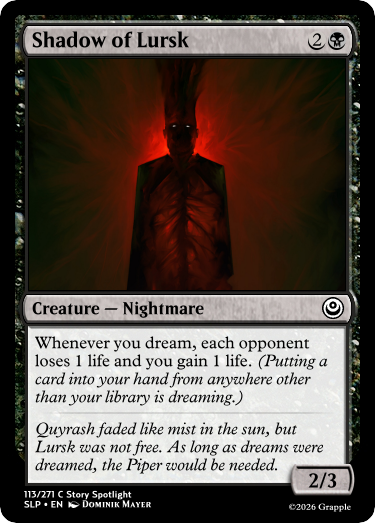 Shadow of Lursk 2
Creature — Nightmare
Whenever you dream, each opponent
loses 1 life and you gain 1 life. (Putting a
card into your hand from anywhere other
than your library is dreaming.)
Quyrash faded like mist in the sun, but
Lursk was not free. As long as dreams were
dreamed, the Piper would be needed.
2/3
113/271 C Story Spotlight
SLP • EN Dominik Mayer
©2026 Grapple